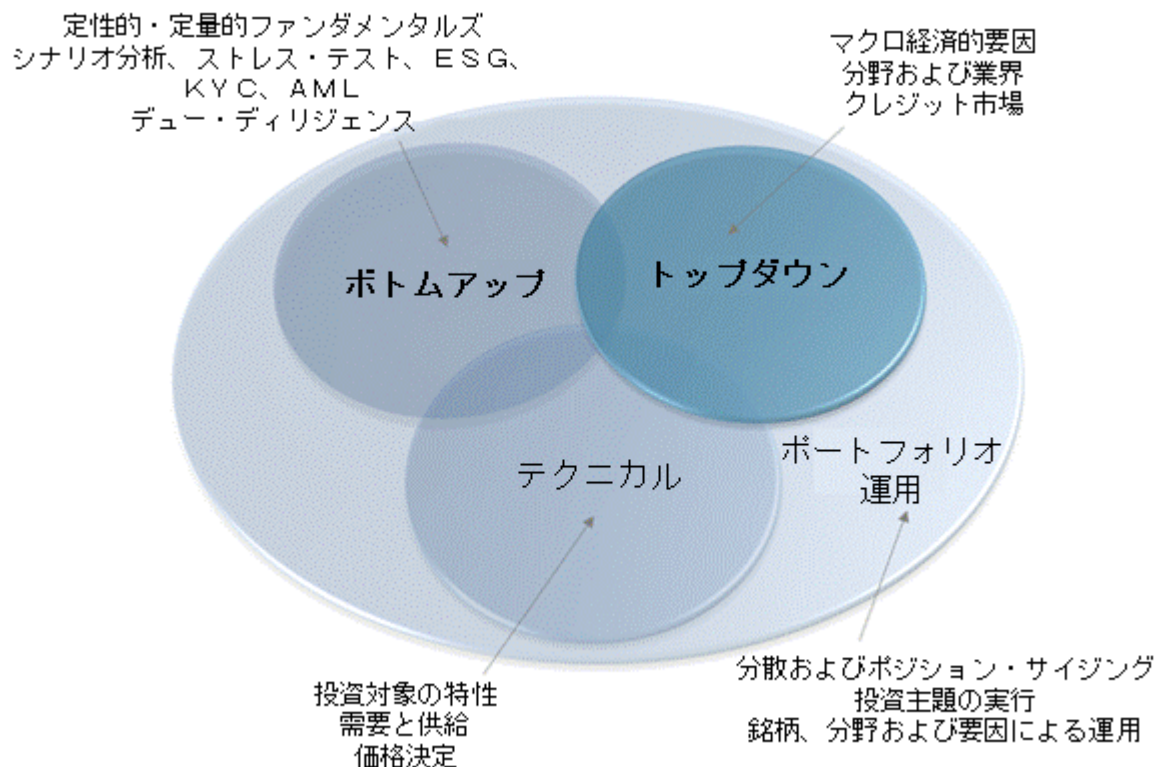 定性的・定量的ファンダメンタルズ
シナリオ分析、ストレス・テスト、ＥＳＧ、
ＫＹＣ、ＡＭＬ
デュー・ディリジェンス
マクロ経済的要因
分野および業界
クレジット市場
ボトムアップ
トップダウン
テクニカル
ポートフォリオ
運用
投資対象の特性
需要と供給
価格決定
分散およびポジション・サイジング
投資主題の実行
銘柄、分野および要因による運用